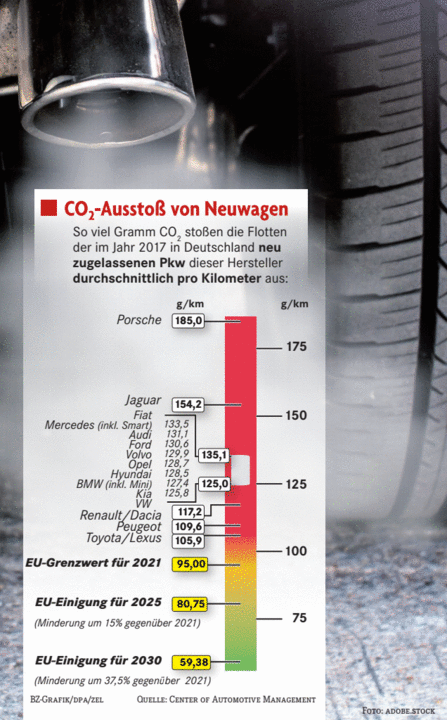 CO2-Ausstoß von Neuwagen
So viel Gramm CO2 stoßen die Flotten
der im Jahr 2017 in Deutschland neu
zugelassenen Pkw dieser Hersteller
durchschnittlich pro Kilometer aus:
g/km g/km
Porsche 185,0
175
Jaguar 154,2
150
Fiat 135,1
Mercedes (inkl. Smart) 133,5
Audi 131,1
Ford 130,6
Volvo 129,9
Opel 128,7
Hyundai 128,5
BMW (inkl. Mini) 127,4
Kia 125,8
VW 125,0
125
Renault/Dacia 117,2
Peugeot 109,6
Toyota/Lexus 105,9
100
EU-Grenzwert für 2021 95,00
EU-Einigung für 2025 80,75
(Minderung um 15% gegenüber 2021)
75
EU-Einigung für 2030 59,38
(Minderung um 37,5% gegenüber 2021)
BZ-GRAFIK/DPA/ZEL QUELLE: CENTER OF AUTOMOTIVE MANAGEMENT
FOTO: ADOBE.STOCK